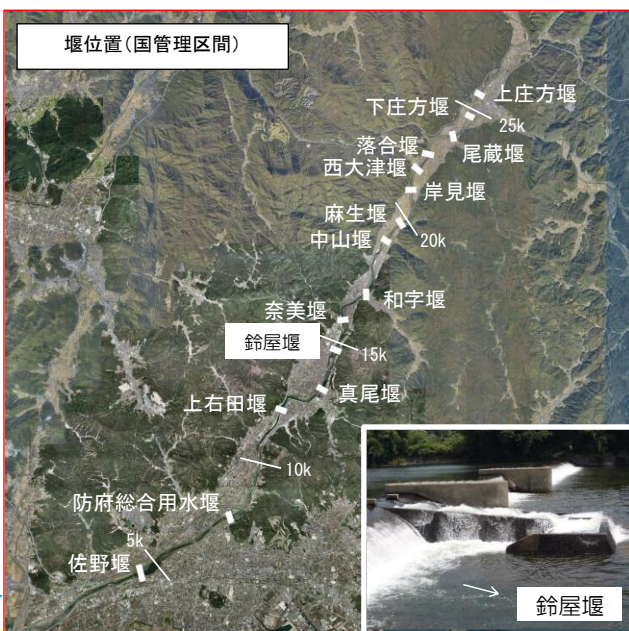 堰位置(国管理区間)
上庄方堰
下庄方堰
25k
落合堰
尾蔵堰
西大津堰
岸見堰
麻生堰
20k
中山堰
和字堰
奈美堰
鈴屋堰
15k
真尾堰
上右田堰
10k
防府総合用水堰
5k
佐野堰
鈴屋堰